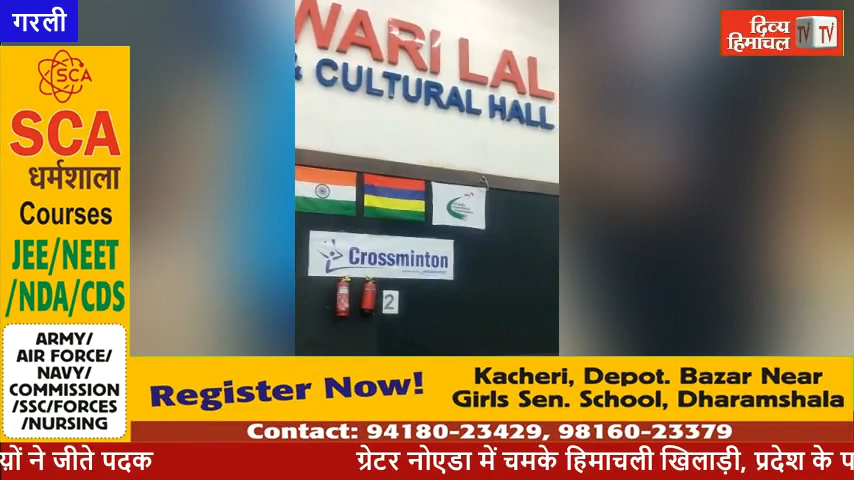 गरली
दिव्य
हिमाचल
TV TV
SCA
SCA
धर्मशाला
Courses
JEE/NEET
/NDA/CDS
ARMY/
AIR FORCE/
NAVY/
COMMISSION
/SSC/FORCES
/NURSING
WARI LAL
& CULTURAL HALL
Crossminton
2
Register Now!
Kacheri, Depot. Bazar Near
Girls Sen. School, Dharamshala
Contact: 94180-23429, 98160-23379
ने जीते पदक ग्रेटर नोएडा में चमके हिमाचली खिलाड़ी, प्रदेश के